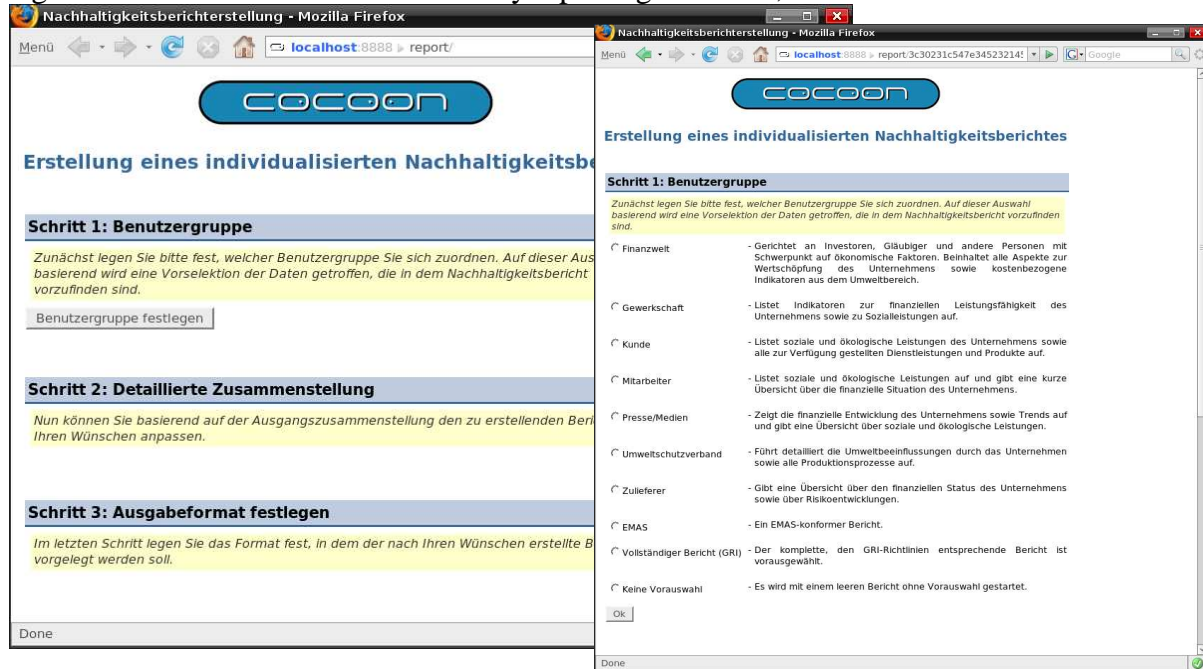 Nachhaltigkeitsberichterstellung - Mozilla Firefox
Menü
localhost:8888 ▸ report/
cocoon
Erstellung eines individualisierten Nachhaltigkeitsbe
Schritt 1: Benutzergruppe
Zunächst legen Sie bitte fest, welcher Benutzergruppe Sie sich zuordnen. Auf dieser Aus
basierend wird eine Vorselektion der Daten getroffen, die in dem Nachhaltigkeitsbericht
vorzufinden sind.
Benutzergruppe festlegen
Schritt 2: Detaillierte Zusammenstellung
Nun können Sie basierend auf der Ausgangszusammenstellung den zu erstellenden Beri
Ihren Wünschen anpassen.
Schritt 3: Ausgabeformat festlegen
Im letzten Schritt legen Sie das Format fest, in dem der nach Ihren Wünschen erstellte B
vorgelegt werden soll.
Done
Nachhaltigkeitsberichterstellung - Mozilla Firefox
Menü
localhost:8888 ▸ report/3c30231c547e34523214!
Google
cocoon
Erstellung eines individualisierten Nachhaltigkeitsberichtes
Schritt 1: Benutzergruppe
Zunächst legen Sie bitte fest, welcher Benutzergruppe Sie sich zuordnen. Auf dieser Auswahl
basierend wird eine Vorselektion der Daten getroffen, die in dem Nachhaltigkeitsbericht vorzufinden
sind.
Finanzwelt - Gerichtet an Investoren, Gläubiger und andere Personen mit
Schwerpunkt auf ökonomische Faktoren. Beinhaltet alle Aspekte zur
Wertschöpfung des Unternehmens sowie kostenbezogene
Indikatoren aus dem Umweltbereich.
Gewerkschaft - Listet Indikatoren zur finanziellen Leistungsfähigkeit des
Unternehmens sowie zu Sozialleistungen auf.
Kunde - Listet soziale und ökologische Leistungen des Unternehmens sowie
alle zur Verfügung gestellten Dienstleistungen und Produkte auf.
Mitarbeiter - Listet soziale und ökologische Leistungen auf und gibt eine kurze
Übersicht über die finanzielle Situation des Unternehmens.
Presse/Medien - Zeigt die finanzielle Entwicklung des Unternehmens sowie Trends auf
und gibt eine Übersicht über soziale und ökologische Leistungen.
Umweltschutzverband - Führt detailliert die Umweltbeeinflussungen durch das Unternehmen
sowie alle Produktionsprozesse auf.
Zulieferer - Gibt eine Übersicht über den finanziellen Status des Unternehmens
sowie über Risikoentwicklungen.
EMAS - Ein EMAS-konformer Bericht.
Vollständiger Bericht (GRI) - Der komplette, den GRI-Richtlinien entsprechende Bericht ist
vorausgewählt.
Keine Vorauswahl - Es wird mit einem leeren Bericht ohne Vorauswahl gestartet.
Ok
Done